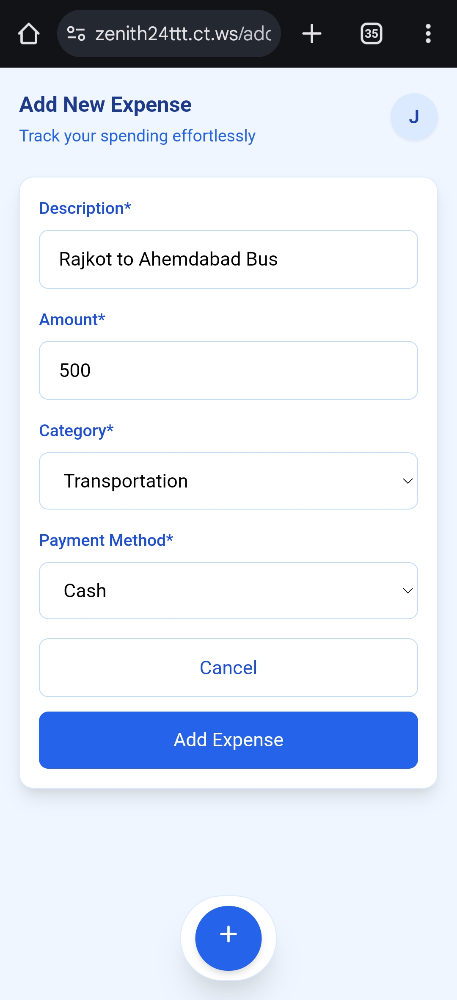 zenith24ttt.ct.ws/adc
35
Add New Expense
J
Track your spending effortlessly
Description*
Rajkot to Ahemdabad Bus
Amount*
500
Category*
Transportation
Payment Method*
Cash
Cancel
Add Expense